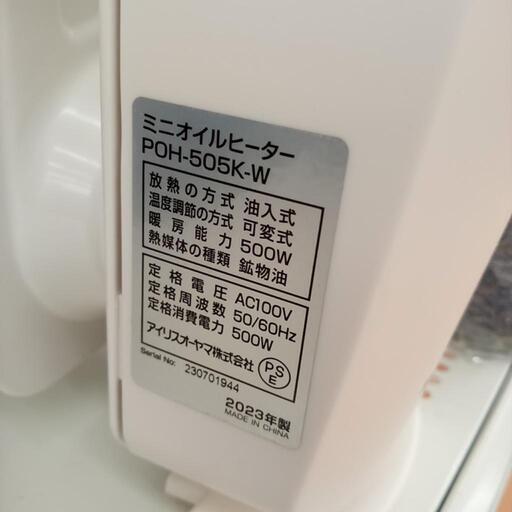 ミニオイルヒーター
POH-505K-W
放熱の方式 油入式
温度調節の方式 可変式
暖房能力 500W
熱媒体の種類 鉱物油
定格電圧 AC100V
定格周波数 50/60Hz
定格消費電力 500W
アイリスオーヤマ株式会社
PS
E
Serial No: 230701944
2023年製
MADE IN CHINA